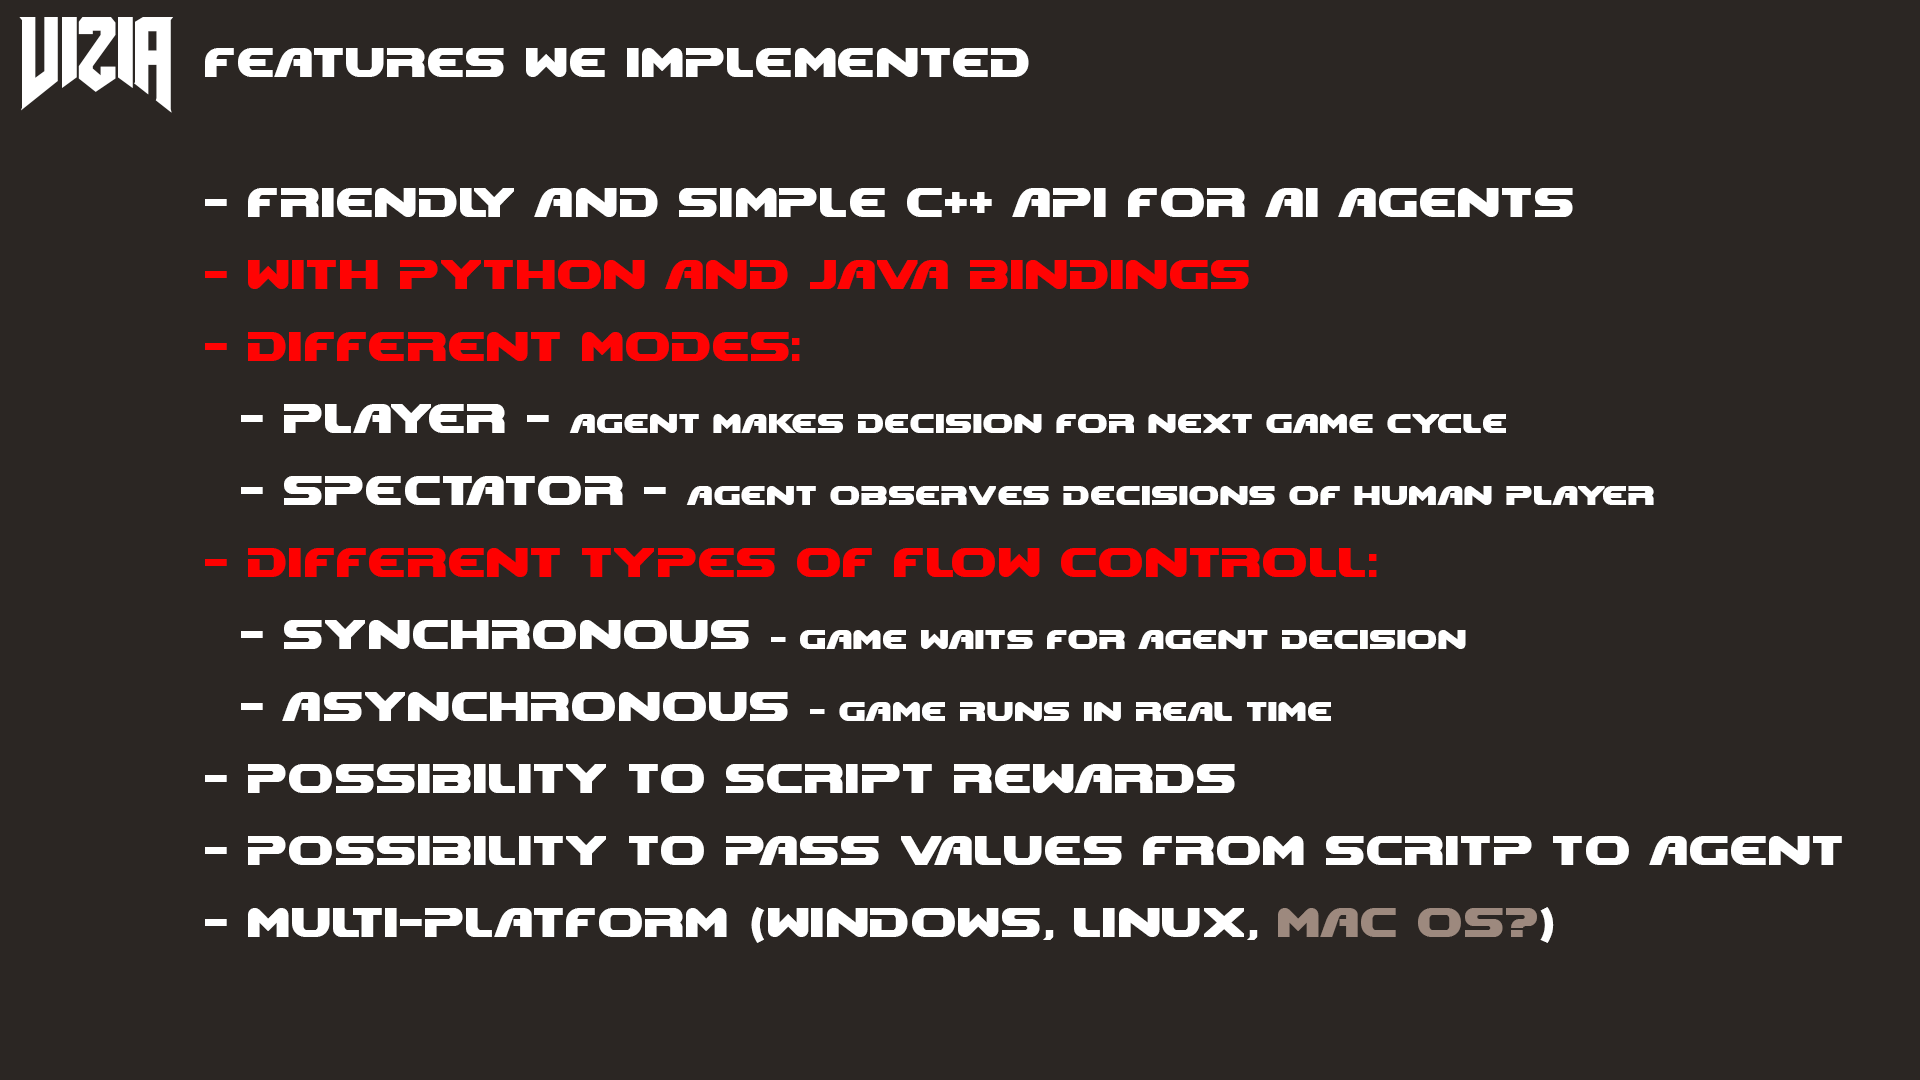 VIZIA
FEATURES WE IMPLEMENTED
- FRIENDLY AND SIMPLE C++ API FOR AI AGENTS
- WITH PYTHON AND JAVA BINDINGS
- DIFFERENT MODES:
- PLAYER - AGENT MAKES DECISION FOR NEXT GAME CYCLE
- SPECTATOR - AGENT OBSERVES DECISIONS OF HUMAN PLAYER
- DIFFERENT TYPES OF FLOW CONTROLL:
- SYNCHRONOUS - GAME WAITS FOR AGENT DECISION
- ASYNCHRONOUS - GAME RUNS IN REAL TIME
- POSSIBILITY TO SCRIPT REWARDS
- POSSIBILITY TO PASS VALUES FROM SCRITP TO AGENT
- MULTI-PLATFORM (WINDOWS, LINUX, MAC OS?)